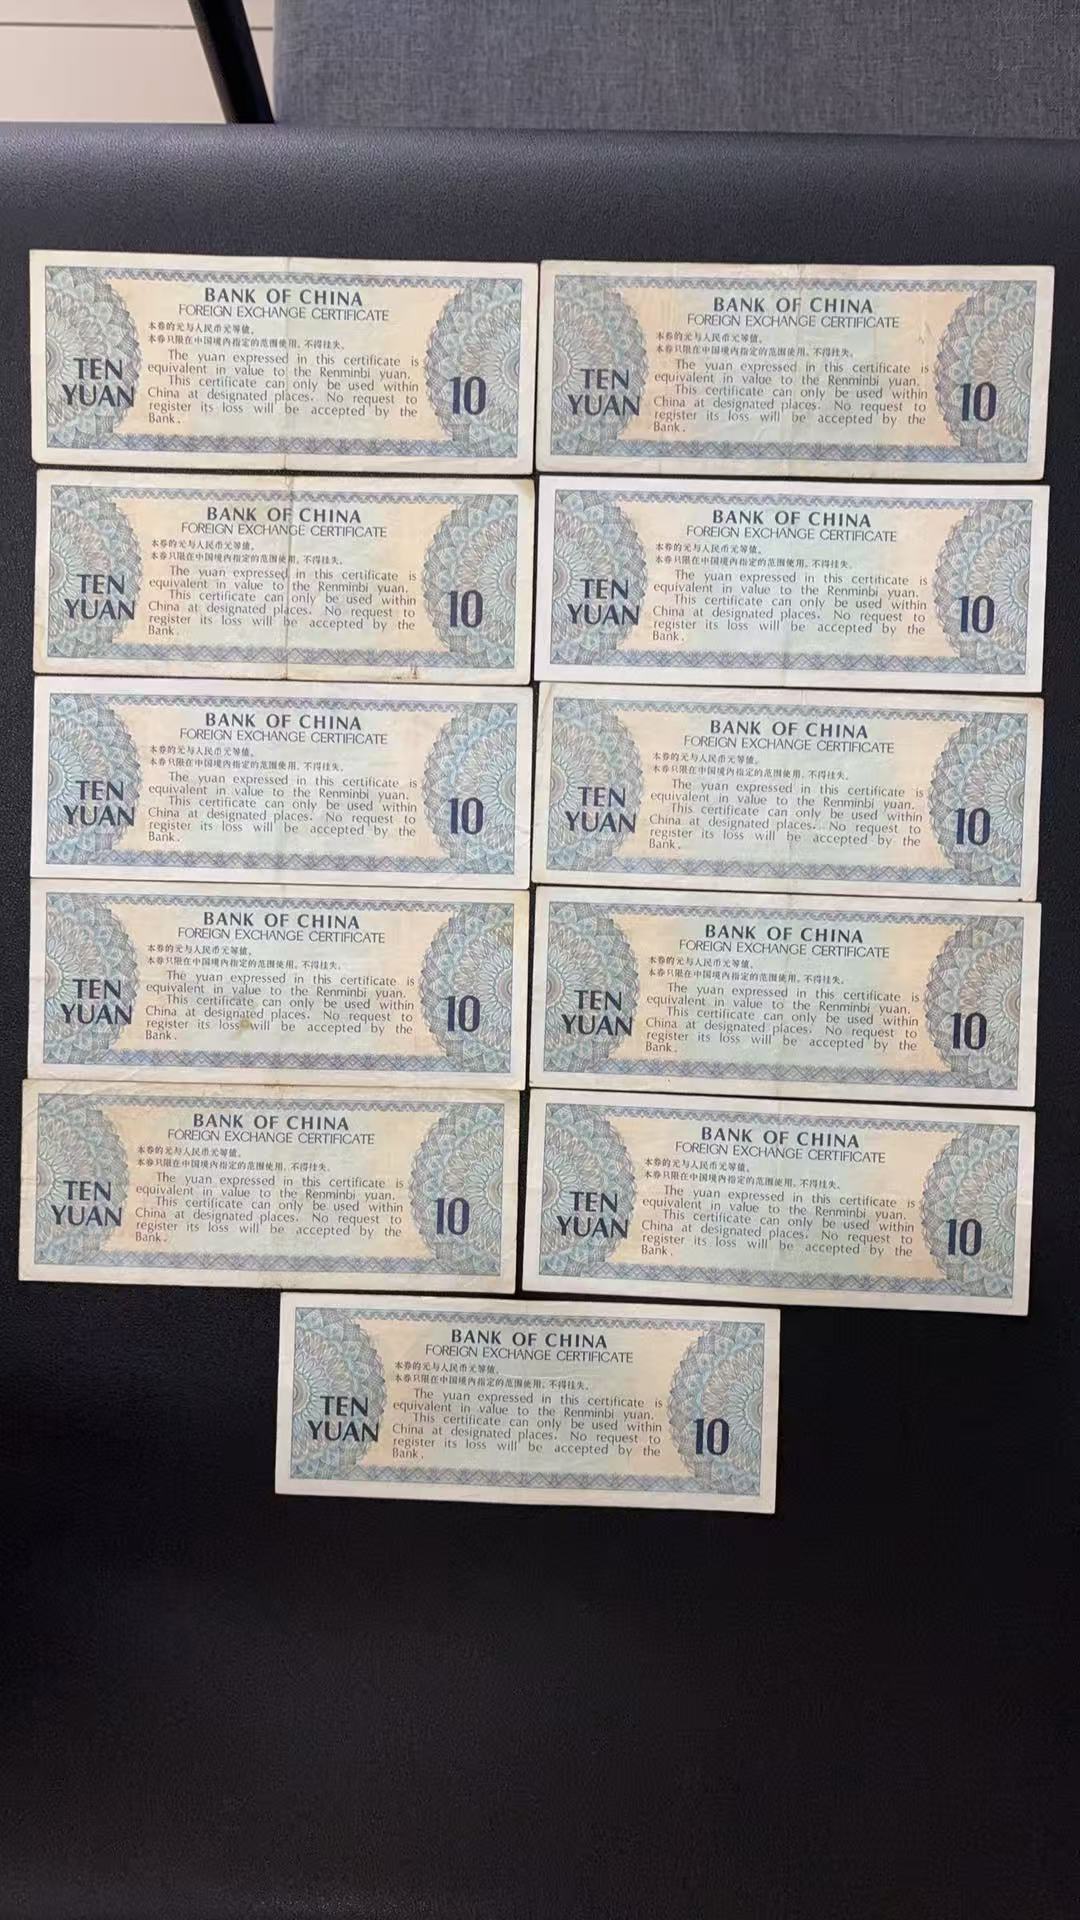 BANK OF CHINA
FOREIGN EXCHANGE CERTIFICATE
本券的元与人民币元等值。
本券只限在中国境内指定的范围使用,不得挂失。
The yuan expressed in this certificate is
equivalent in value to the Renminbi yuan.
This certificate can only be used within
China at designated places. No request to
register its loss will be accepted by the
Bank.
TEN
YUAN
10
BANK OF CHINA
FOREIGN EXCHANGE CERTIFICATE
本券的元与人民币元等值。
本券只限在中国境内指定的范围使用,不得挂失。
The yuan expressed in this certificate is
equivalent in value to the Renminbi yuan.
This certificate can only be used within
China at designated places. No request to
register its loss will be accepted by the
Bank.
TEN
YUAN
10
BANK OF CHINA
FOREIGN EXCHANGE CERTIFICATE
本券的元与人民币元等值。
本券只限在中国境内指定的范围使用,不得挂失。
The yuan expressed in this certificate is
equivalent in value to the Renminbi yuan.
This certificate can only be used within
China at designated places. No request to
register its loss will be accepted by the
Bank.
TEN
YUAN
10
BANK OF CHINA
FOREIGN EXCHANGE CERTIFICATE
本券的元与人民币元等值。
本券只限在中国境内指定的范围使用,不得挂失。
The yuan expressed in this certificate is
equivalent in value to the Renminbi yuan.
This certificate can only be used within
China at designated places. No request to
register its loss will be accepted by the
Bank.
TEN
YUAN
10
BANK OF CHINA
FOREIGN EXCHANGE CERTIFICATE
本券的元与人民币元等值。
本券只限在中国境内指定的范围使用,不得挂失。
The yuan expressed in this certificate is
equivalent in value to the Renminbi yuan.
This certificate can only be used within
China at designated places. No request to
register its loss will be accepted by the
Bank.
TEN
YUAN
10
BANK OF CHINA
FOREIGN EXCHANGE CERTIFICATE
本券的元与人民币元等值。
本券只限在中国境内指定的范围使用,不得挂失。
The yuan expressed in this certificate is
equivalent in value to the Renminbi yuan.
This certificate can only be used within
China at designated places. No request to
register its loss will be accepted by the
Bank.
TEN
YUAN
10
BANK OF CHINA
FOREIGN EXCHANGE CERTIFICATE
本券的元与人民币元等值。
本券只限在中国境内指定的范围使用,不得挂失。
The yuan expressed in this certificate is
equivalent in value to the Renminbi yuan.
This certificate can only be used within
China at designated places. No request to
register its loss will be accepted by the
Bank.
TEN
YUAN
10
BANK OF CHINA
FOREIGN EXCHANGE CERTIFICATE
本券的元与人民币元等值。
本券只限在中国境内指定的范围使用,不得挂失。
The yuan expressed in this certificate is
equivalent in value to the Renminbi yuan.
This certificate can only be used within
China at designated places. No request to
register its loss will be accepted by the
Bank.
TEN
YUAN
10
BANK OF CHINA
FOREIGN EXCHANGE CERTIFICATE
本券的元与人民币元等值。
本券只限在中国境内指定的范围使用,不得挂失。
The yuan expressed in this certificate is
equivalent in value to the Renminbi yuan.
This certificate can only be used within
China at designated places. No request to
register its loss will be accepted by the
Bank.
TEN
YUAN
10
BANK OF CHINA
FOREIGN EXCHANGE CERTIFICATE
本券的元与人民币元等值。
本券只限在中国境内指定的范围使用,不得挂失。
The yuan expressed in this certificate is
equivalent in value to the Renminbi yuan.
This certificate can only be used within
China at designated places. No request to
register its loss will be accepted by the
Bank.
TEN
YUAN
10
BANK OF CHINA
FOREIGN EXCHANGE CERTIFICATE
本券的元与人民币元等值。
本券只限在中国境内指定的范围使用,不得挂失。
The yuan expressed in this certificate is
equivalent in value to the Renminbi yuan.
This certificate can only be used within
China at designated places. No request to
register its loss will be accepted by the
Bank.
TEN
YUAN
10